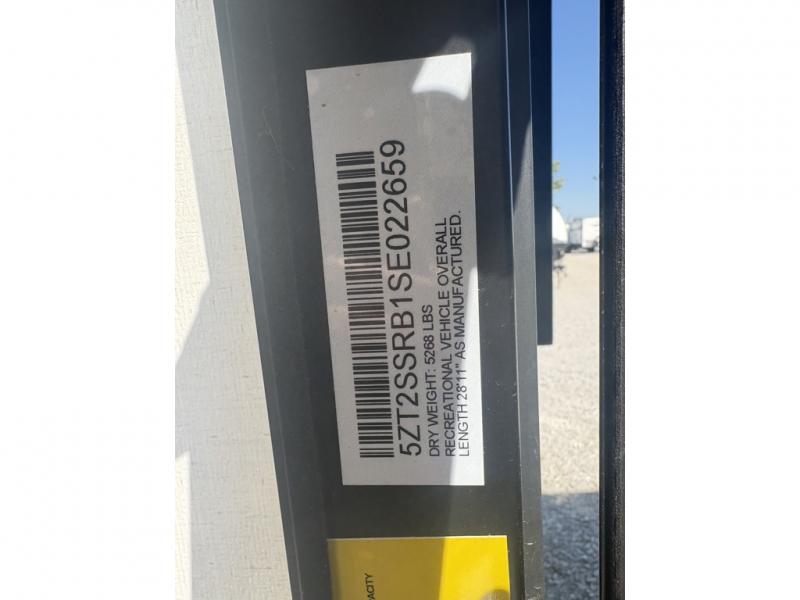 5ZT2SSRB1SE022659
DRY WEIGHT: 5268 LBS
RECREATIONAL VEHICLE OVERALL
LENGTH 28'11" AS MANUFACTURED.